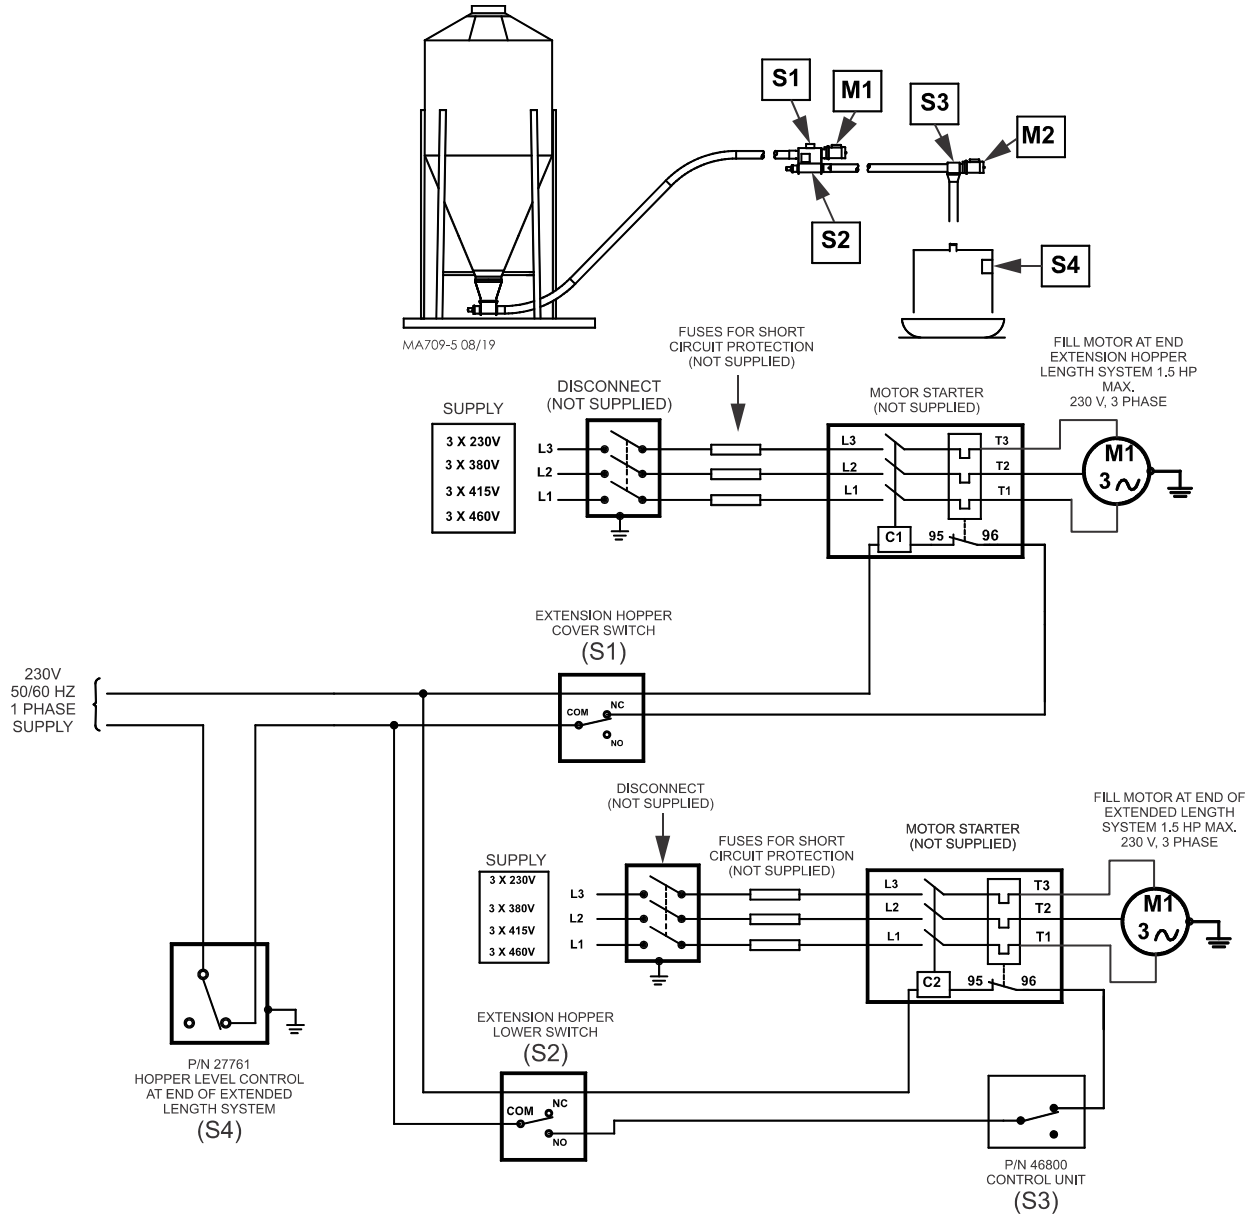 S1
M1
S3
M2
S2
S4
MA709-5 08/19
FUSES FOR SHORT
CIRCUIT PROTECTION
(NOT SUPPLIED)
FILL MOTOR AT END
EXTENSION HOPPER
LENGTH SYSTEM 1.5 HP
MAX.
230 V, 3 PHASE
DISCONNECT
(NOT SUPPLIED)
MOTOR STARTER
(NOT SUPPLIED)
SUPPLY
3 X 230V
3 X 380V
3 X 415V
3 X 460V
L3
L2
L1
L3
L2
L1
T3
T2
T1
M1
3
C1
95
96
EXTENSION HOPPER
COVER SWITCH
(S1)
230V
50/60 HZ
1 PHASE
SUPPLY
COM
NC
NO
DISCONNECT
(NOT SUPPLIED)
FUSES FOR SHORT
CIRCUIT PROTECTION
(NOT SUPPLIED)
MOTOR STARTER
(NOT SUPPLIED)
FILL MOTOR AT END OF
EXTENDED LENGTH
SYSTEM 1.5 HP MAX.
230 V, 3 PHASE
SUPPLY
3 X 230V
3 X 380V
3 X 415V
3 X 460V
L3
L2
L1
L3
L2
L1
T3
T2
T1
M1
3
C2
95
96
EXTENSION HOPPER
LOWER SWITCH
(S2)
P/N 27761
HOPPER LEVEL CONTROL
AT END OF EXTENDED
LENGTH SYSTEM
(S4)
COM
NC
NO
P/N 46800
CONTROL UNIT
(S3)